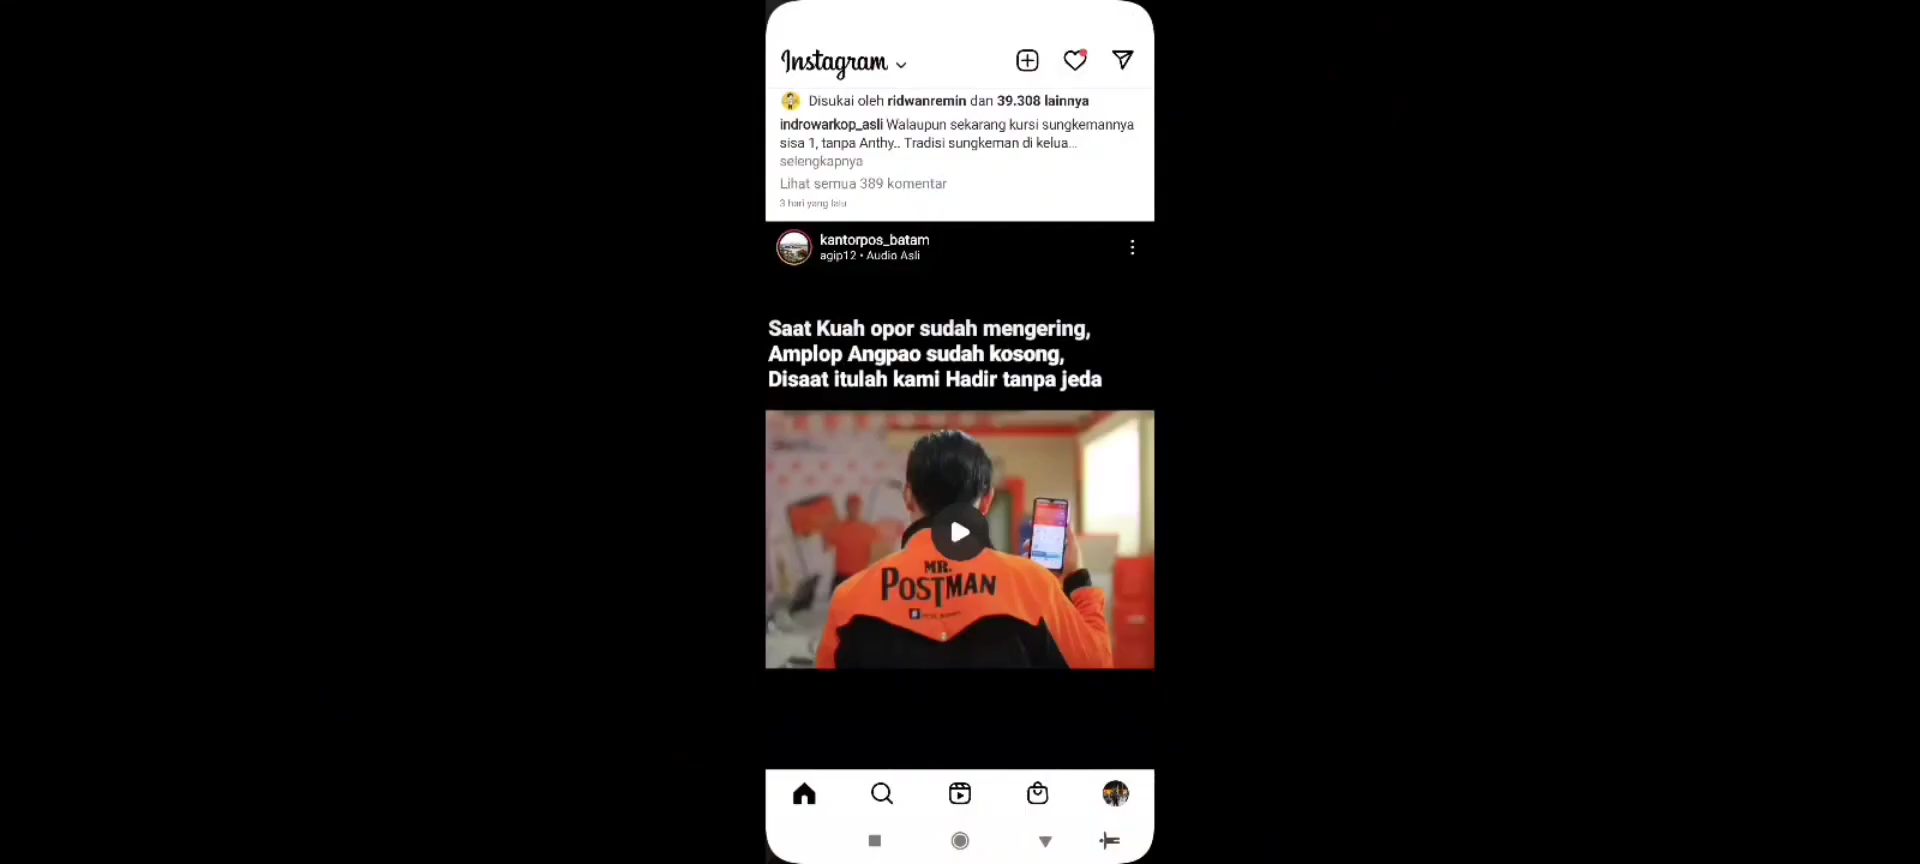 Instagram
Disukai oleh ridwanremin dan 39.308 lainnya
indrowarkop_asli Walaupun sekarang kursi sungkemannya
sisa 1, tanpa Anthy.. Tradisi sungkeman di kelua...
selengkapnya
Lihat semua 389 komentar
3 hari yang lalu
kantorpos_batam
agip12 • Audio Asli
Saat Kuah opor sudah mengering,
Amplop Angpao sudah kosong,
Disaat itulah kami Hadir tanpa jeda
MR.
POSTMAN